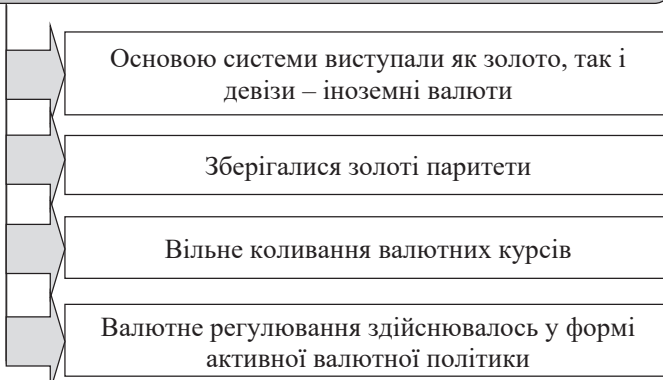 Основою системи виступали як золото, так і
девізи – іноземні валюти
Зберігалися золоті паритети
Вільне коливання валютних курсів
Валютне регулювання здійснювалось у формі
активної валютної політики